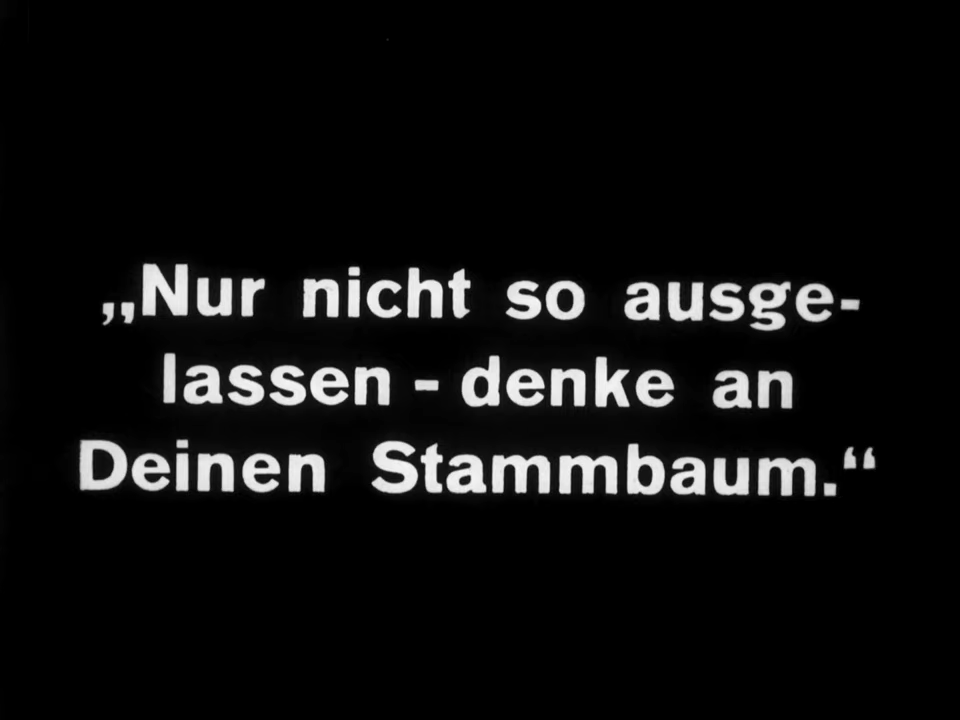 „Nur nicht so ausge-
lassen - denke an
Deinen Stammbaum.“